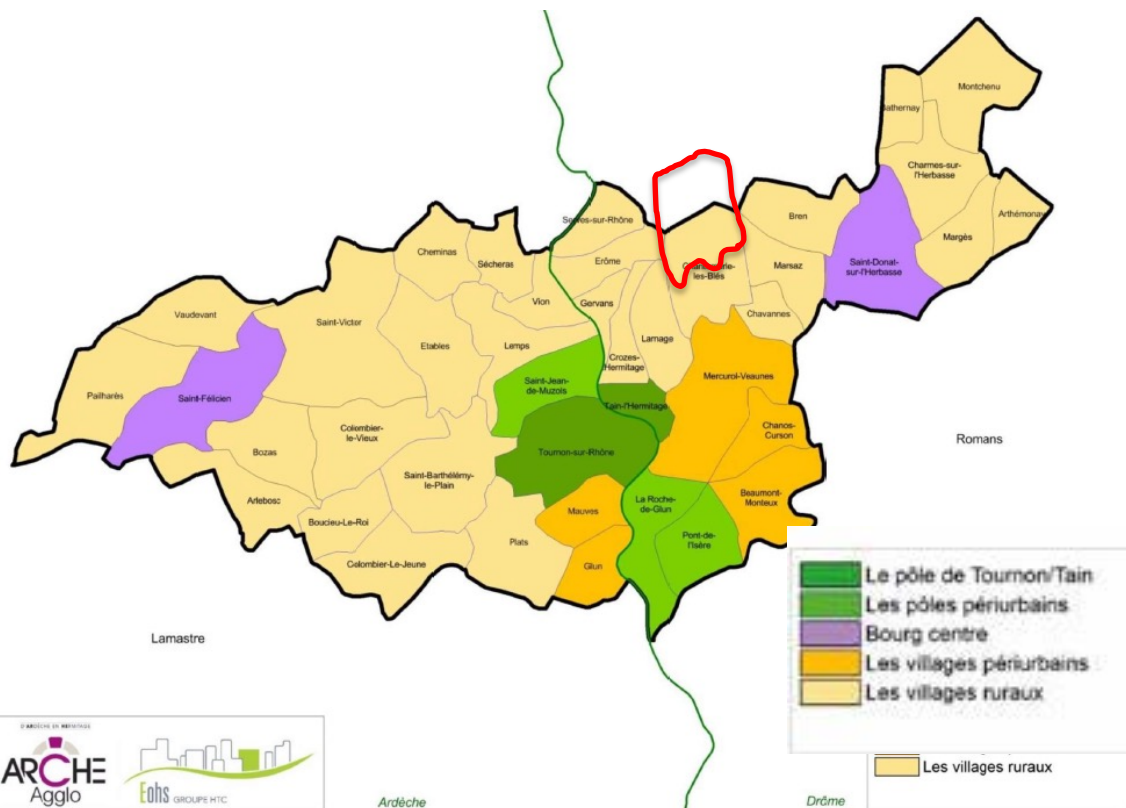 Montchenu
Charmes-sur-
l'Herbasse
Arthémonay
Margès
Bren
Saint-Donat-
sur-l'Herbasse
Marsaz
Chavannes
les-Blés
Erôme
Gervans
Larnage
Crozes-
Hermitage
Cheminas
Sécheras
Vion
Vaudevant
Saint-Victor
Etables
Lemps
Pailharès
Saint-Félicien
Saint-Jean-
de-Muzols
Tain-l'Hermitage
Mercurol-Veaunes
Chanos-
Curson
Romans
Colombier-
le-Vieux
Bozas
Tournon-sur-Rhône
Saint-Barthélémy-
le-Plain
Arlebosc
Boucieu-Le-Roi
Colombier-Le-Jeune
Plats
Mauves
Glun
La Roche-
de-Glun
Pont-de-
l'Isère
Beaumont-
Monteux
Lamastre
Le pôle de Tournon/Tain
Les pôles périurbains
Bourg centre
Les villages périurbains
Les villages ruraux
Les villages ruraux
D'ARDÈCHE EN HERMITAGE
ARCHE
Agglo
Eohs GROUPE HTC
Ardèche
Drôme